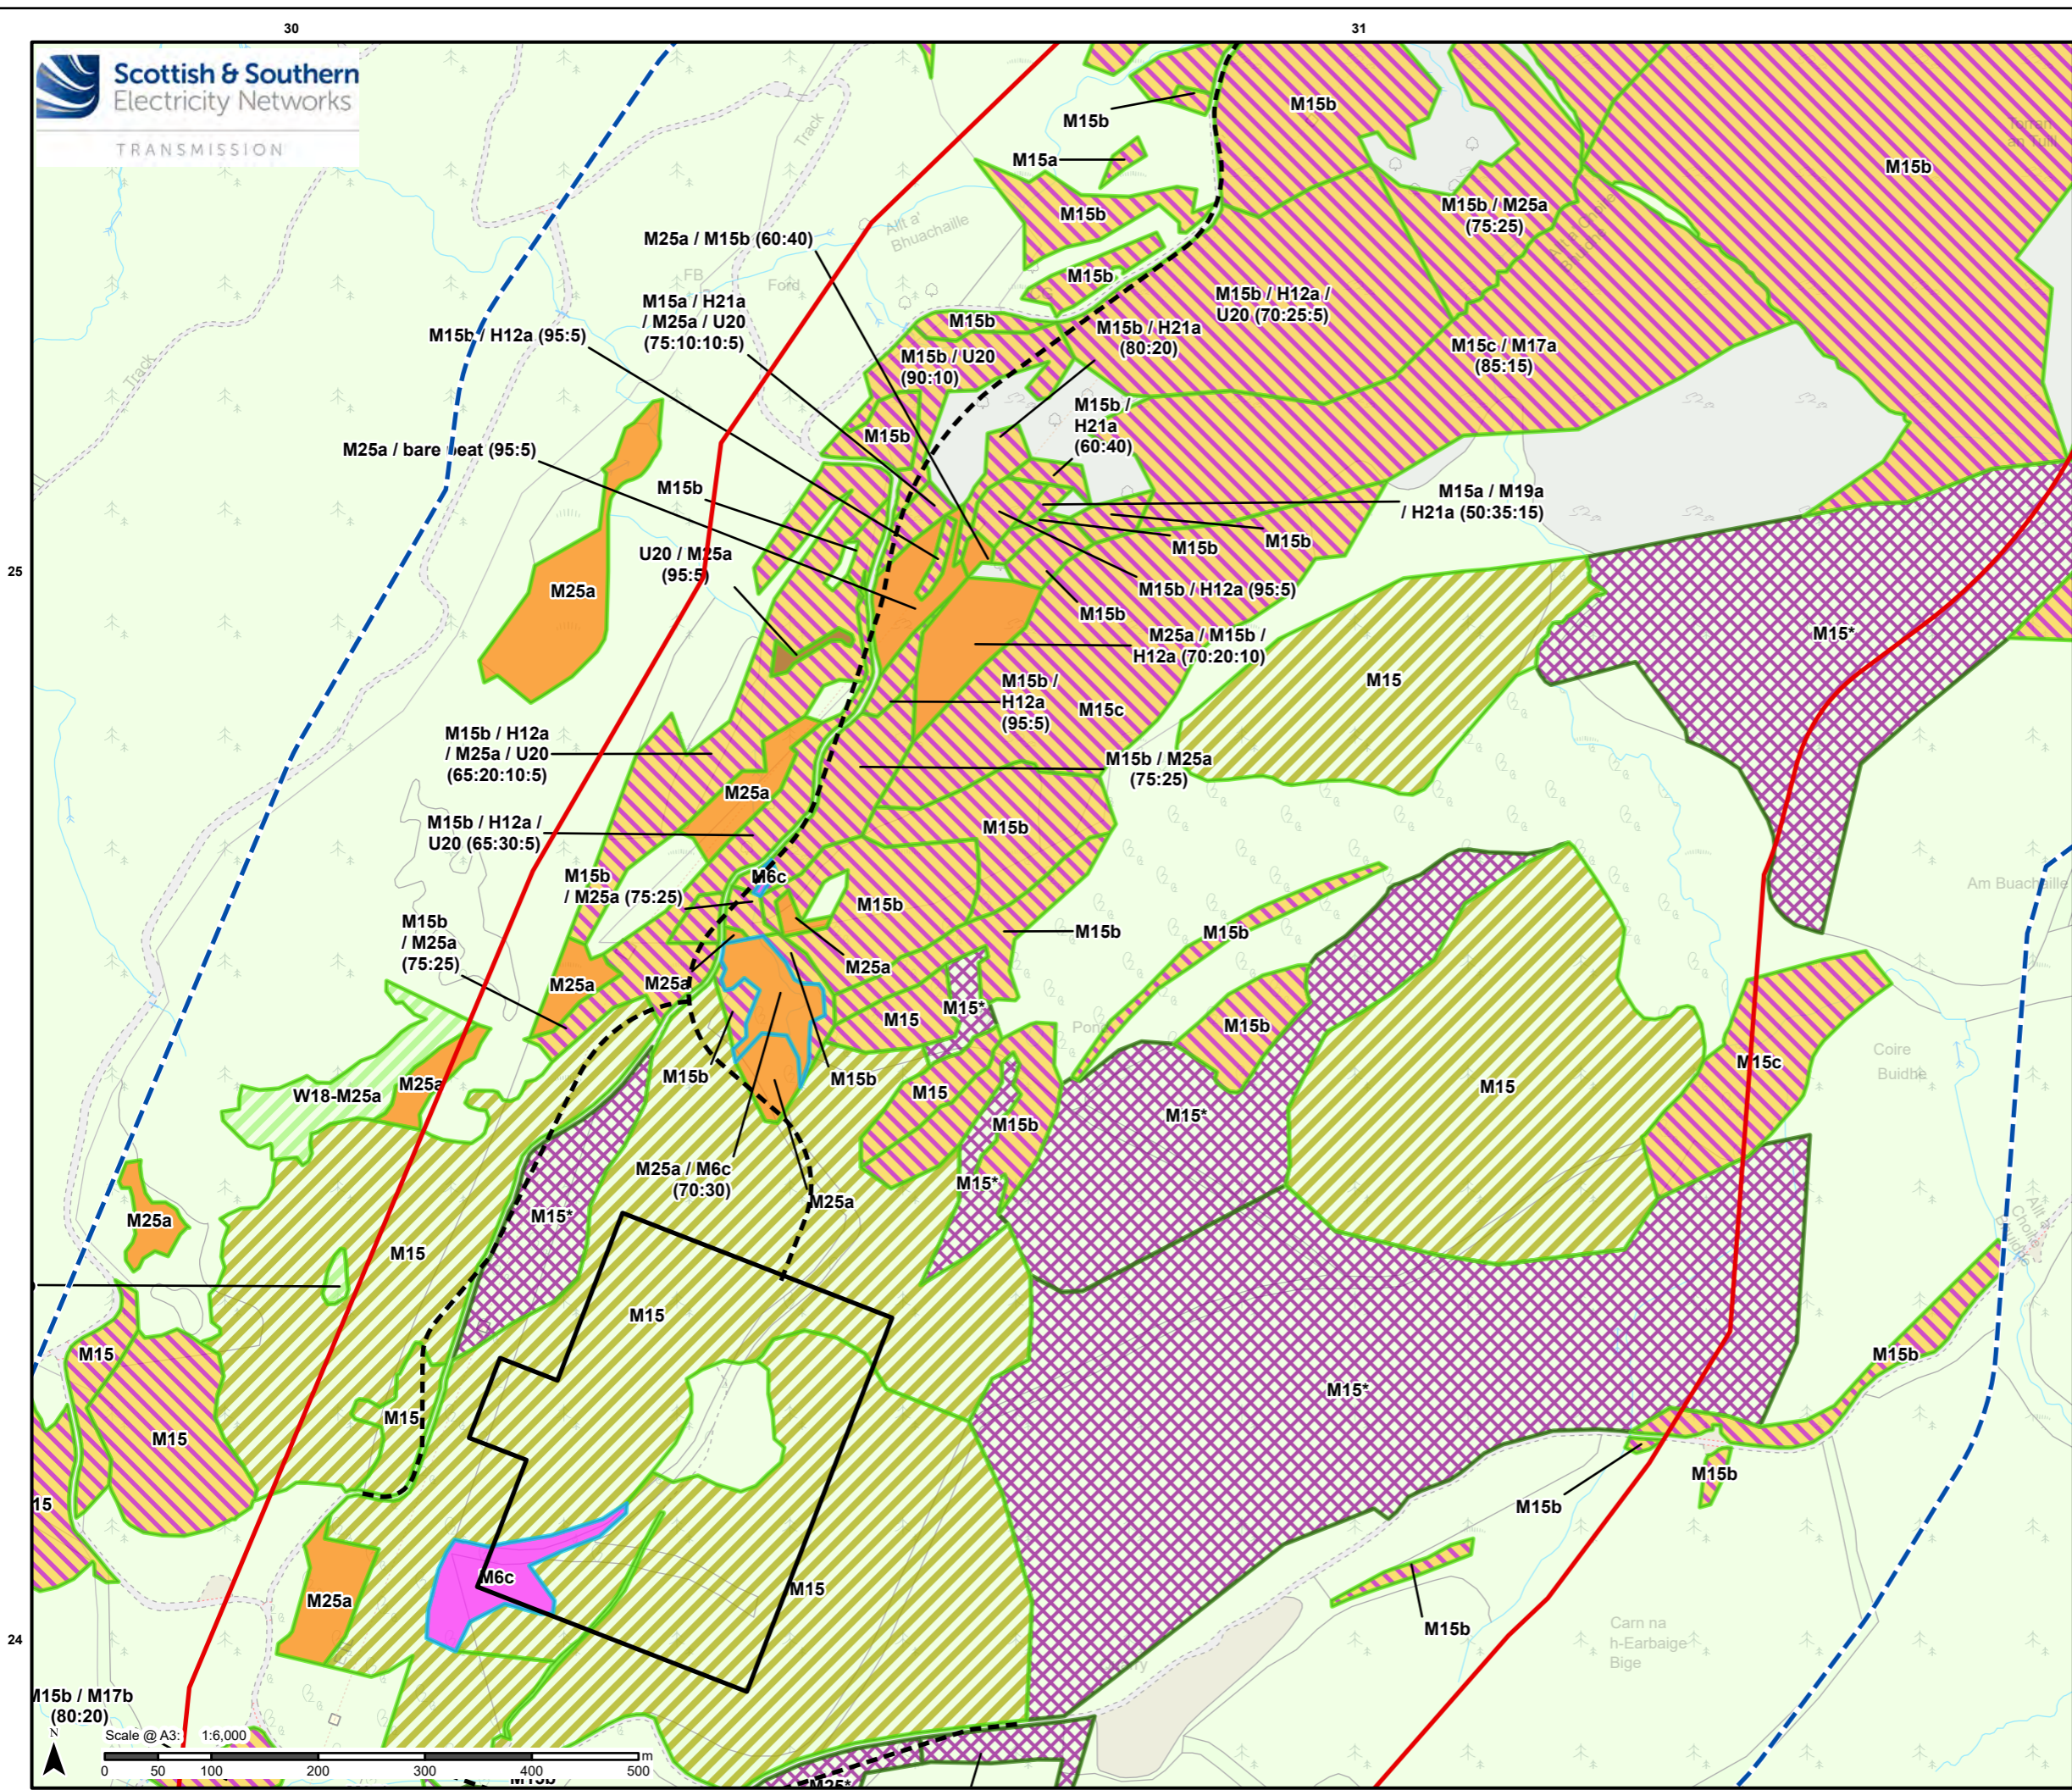 30
31
Scottish & Southern
Electricity Networks
TRANSMISSION
Track
M15b
M15b
M15a
M15b
M15b
M15b / M25a
(75:25)
Allt a'
Bhuachaille
M25a / M15b (60:40)
FB
Ford
M15b
M15a / H21a
/ M25a / U20
(75:10:10:5)
M15b / H12a /
U20 (70:25:5)
M15b / H12a (95:5)
M15b
M15b / H21a
(80:20)
M15b / U20
(90:10)
M15c / M17a
(85:15)
Track
M15b /
H21a
(60:40)
M15b
M25a / bare peat (95:5)
M15b
M15a / M19a
/ H21a (50:35:15)
M15b
M15b
U20 / M25a
(95:5)
25
M25a
M15b / H12a (95:5)
M15b
M15*
M25a / M15b /
H12a (70:20:10)
M15b /
H12a
(95:5)
M15
M15c
M15b / H12a
/ M25a / U20
(65:20:10:5)
M15b / M25a
(75:25)
M25a
M15b / H12a /
U20 (65:30:5)
M15b
M6c
M15b
/ M25a (75:25)
Am Buachaille
M15b
M15b
/ M25a
(75:25)
M15b
M15b
M25a
M25a
M25a
M15*
M15
Pond
M15b
Coire
Buidhe
M15c
M15b
M15b
M25a
W18-M25a
M15
M15
M15*
M15b
M25a / M6c
(70:30)
M15*
M25a
M15*
M25a
M15
M15
M15
M15b
M15*
M15
M15
M15b
15
M15b
M6c
M15
M25a
M15b
Carn na
h-Earbaige
Bige
24
M15b / M17b
(80:20)
N
Scale @ A3: 1:6,000
0 50 100 200 300 400 500 m
M15b
M25*